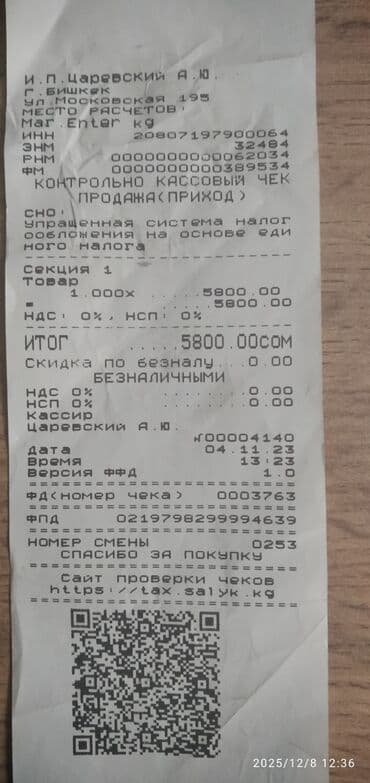 И.П.Царевский А.Ю.
Г.Бишкек
Ул.Московская 195
МЕСТО РАСЧЕТОВ:
Маг.Enter kg
ИНН 20807197900064
ЗНМ 32484
РНМ 0000000000062034
ФМ 0000000000389534
КОНТРОЛЬНО КАССОВЫЙ ЧЕК
ПРОДАЖА(ПРИХОД)
СНО:
Упращенная система налог
ообложения на основе еди
ного налога
Секция 1
Товар
1.000х .....5800.00
= .....5800.00
НДС: 0%, НСП: 0%
ИТОГ .....5800.00СОМ
Скидка по безналу...0.00
БЕЗНАЛИЧНЫМИ
НДС 0% .....0.00
НСП 0% .....0.00
Кассир
Царевский А.Ю.
№00004140
Дата 04.11.23
Время 13:23
Версия ФФД 1.0
ФД(номер чека) 0003763
ФПД 0219798299994639
НОМЕР СМЕНЫ 0253
СПАСИБО ЗА ПОКУПКУ
Сайт проверки чеков
https://tax.salyk.kg
2025/12/8 12:36